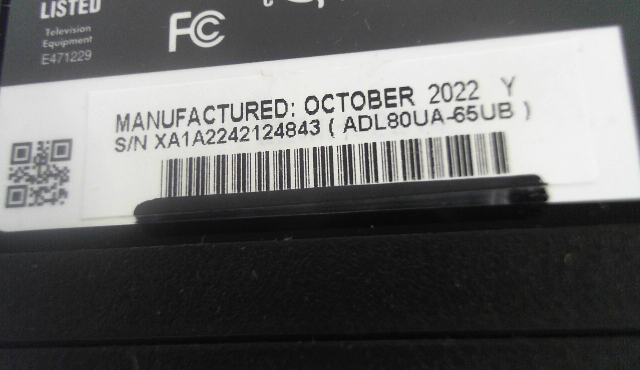 LISTED
Television
Equipment
E471229
FC
MANUFACTURED: OCTOBER 2022 Y
S/N XA1A2242124843 ( ADL80UA-65UB )